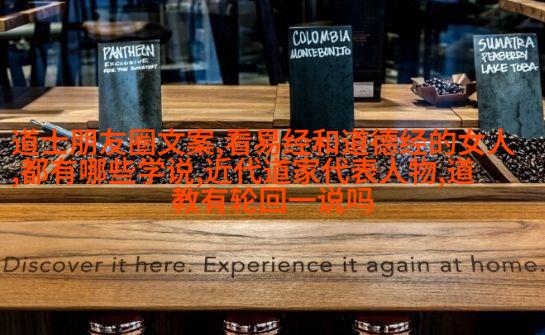 PANTHEON
EXCLUSIVE
FOR THE ROASTERY
COLOMBIA
MONTEBONITO
SUMATRA
PEABERRY
LAKE TOBA
道士朋友圈文案,看易经和道德经的女人
,都有哪些学说,近代道家代表人物,道
教有轮回一说吗
Discover it here. Experience it again at home.